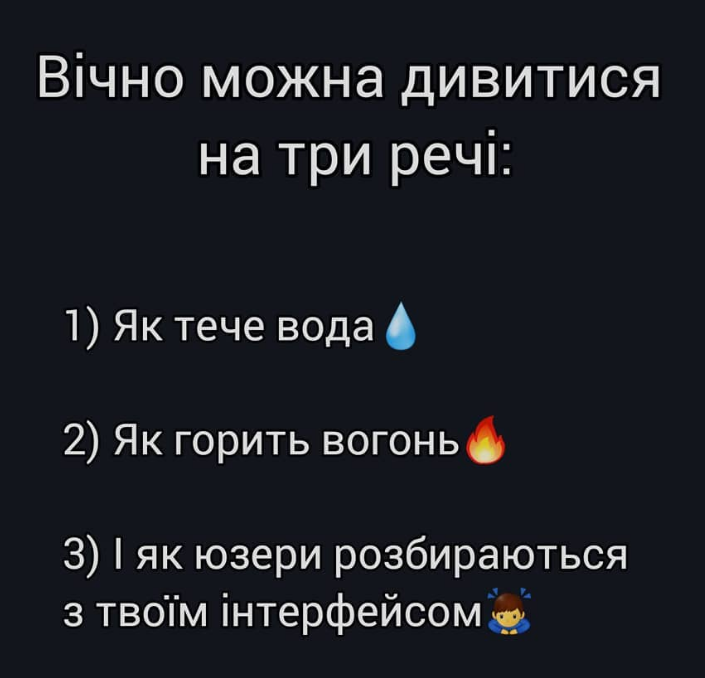 Вічно можна дивитися
на три речі:
1) Як тече вода💧
2) Як горить вогонь🔥
3) І як юзери розбираються
з твоїм інтерфейсом🙇‍♂️